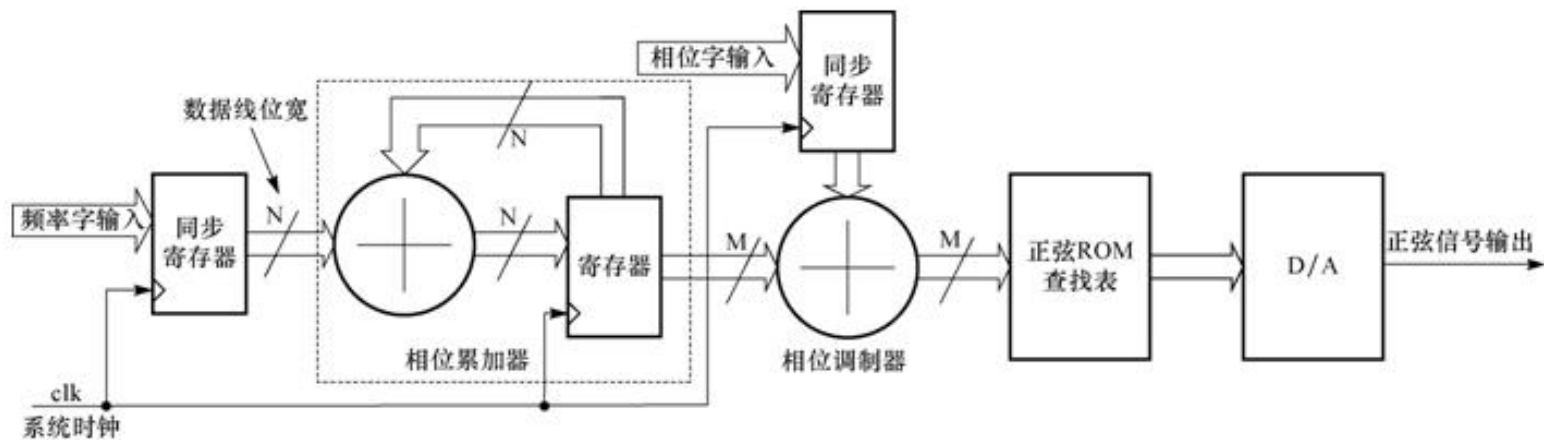 相位字输入
同步
寄存器
数据线位宽
N
N
频率字输入
同步
寄存器
N
N
寄存器
M
M
正弦ROM
查找表
D/A
正弦信号输出
相位累加器
相位调制器
clk
系统时钟